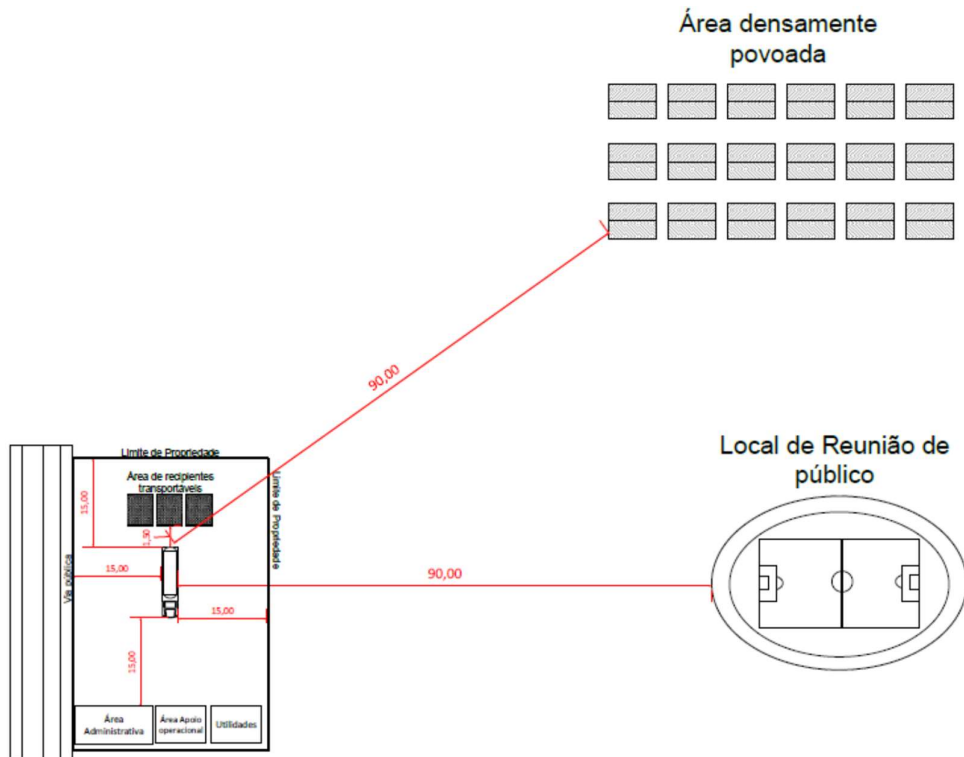 Área densamente
povoada
90,00
Local de Reunião de
público
Limite de Propriedade
Área de recipientes
transportáveis
Limite de Propriedade
15,00
1,50
Via pública
15,00
90,00
15,00
15,00
Área
Administrativa
Área Apoio
operacional
Utilidades